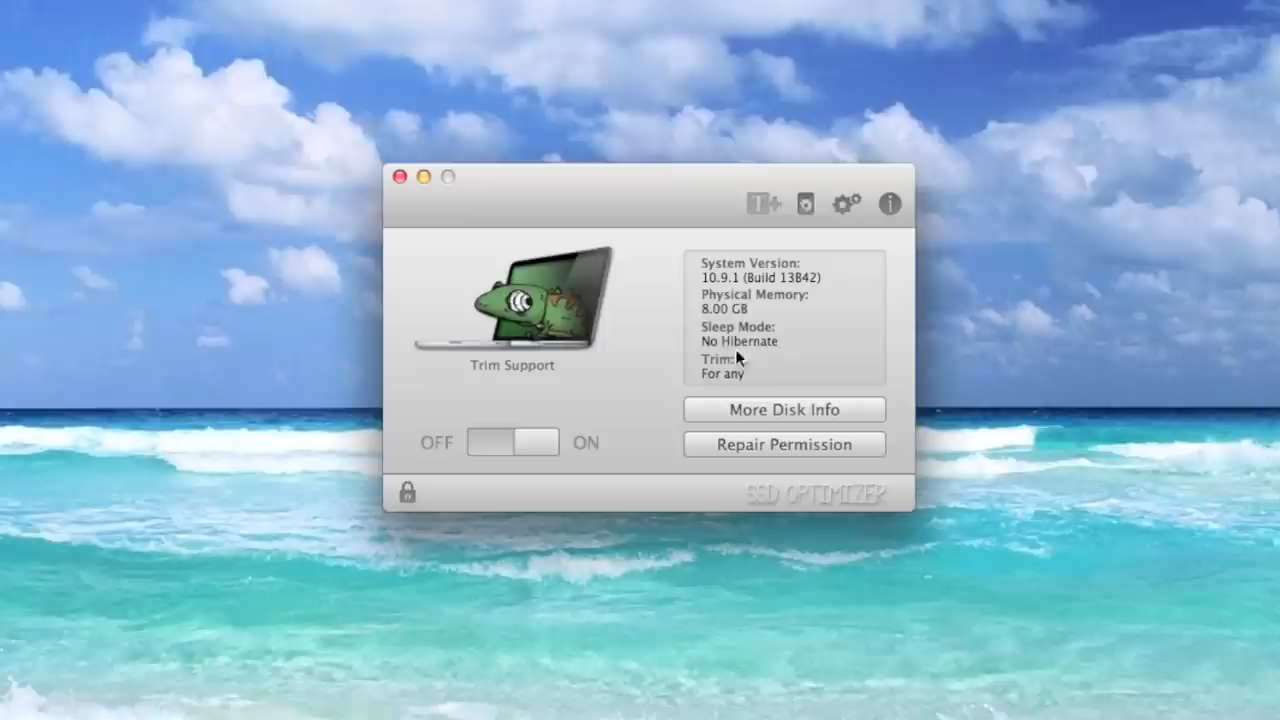 System Version:
10.9.1 (Build 13B42)
Physical Memory:
8.00 GB
Sleep Mode:
No Hibernate
Trim:
For any
Trim Support
More Disk Info
OFF
ON
Repair Permission
SSD OPTIMIZER